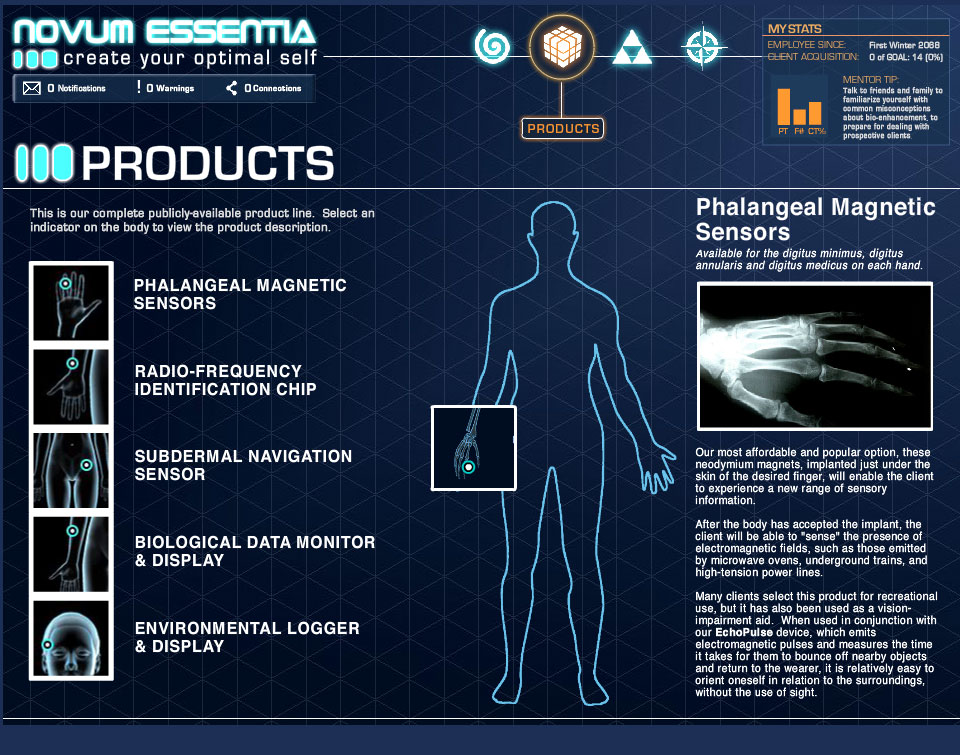 NOVUM ESSENTIA
create your optimal self
0 Notifications
! 0 Warnings
0 Connections
PRODUCTS
MY STATS
EMPLOYEE SINCE: First Winter 2068
CLIENT ACQUISITION: 0 of GOAL: 14 (0%)
PT F# CT%
MENTOR TIP:
Talk to friends and family to
familiarize yourself with
common misconceptions
about bio-enhancement, to
prepare for dealing with
prospective clients
PRODUCTS
This is our complete publicly-available product line. Select an
indicator on the body to view the product description.
PHALANGEAL MAGNETIC
SENSORS
RADIO-FREQUENCY
IDENTIFICATION CHIP
SUBDERMAL NAVIGATION
SENSOR
BIOLOGICAL DATA MONITOR
& DISPLAY
ENVIRONMENTAL LOGGER
& DISPLAY
Phalangeal Magnetic
Sensors
Available for the digitus minimus, digitus
annularis and digitus medicus on each hand.
Our most affordable and popular option, these
neodymium magnets, implanted just under the
skin of the desired finger, will enable the client
to experience a new range of sensory
information.
After the body has accepted the implant, the
client will be able to "sense" the presence of
electromagnetic fields, such as those emitted
by microwave ovens, underground trains, and
high-tension power lines.
Many clients select this product for recreational
use, but it has also been used as a vision-
impairment aid. When used in conjunction with
our EchoPulse device, which emits
electromagnetic pulses and measures the time
it takes for them to bounce off nearby objects
and return to the wearer, it is relatively easy to
orient oneself in relation to the surroundings,
without the use of sight.